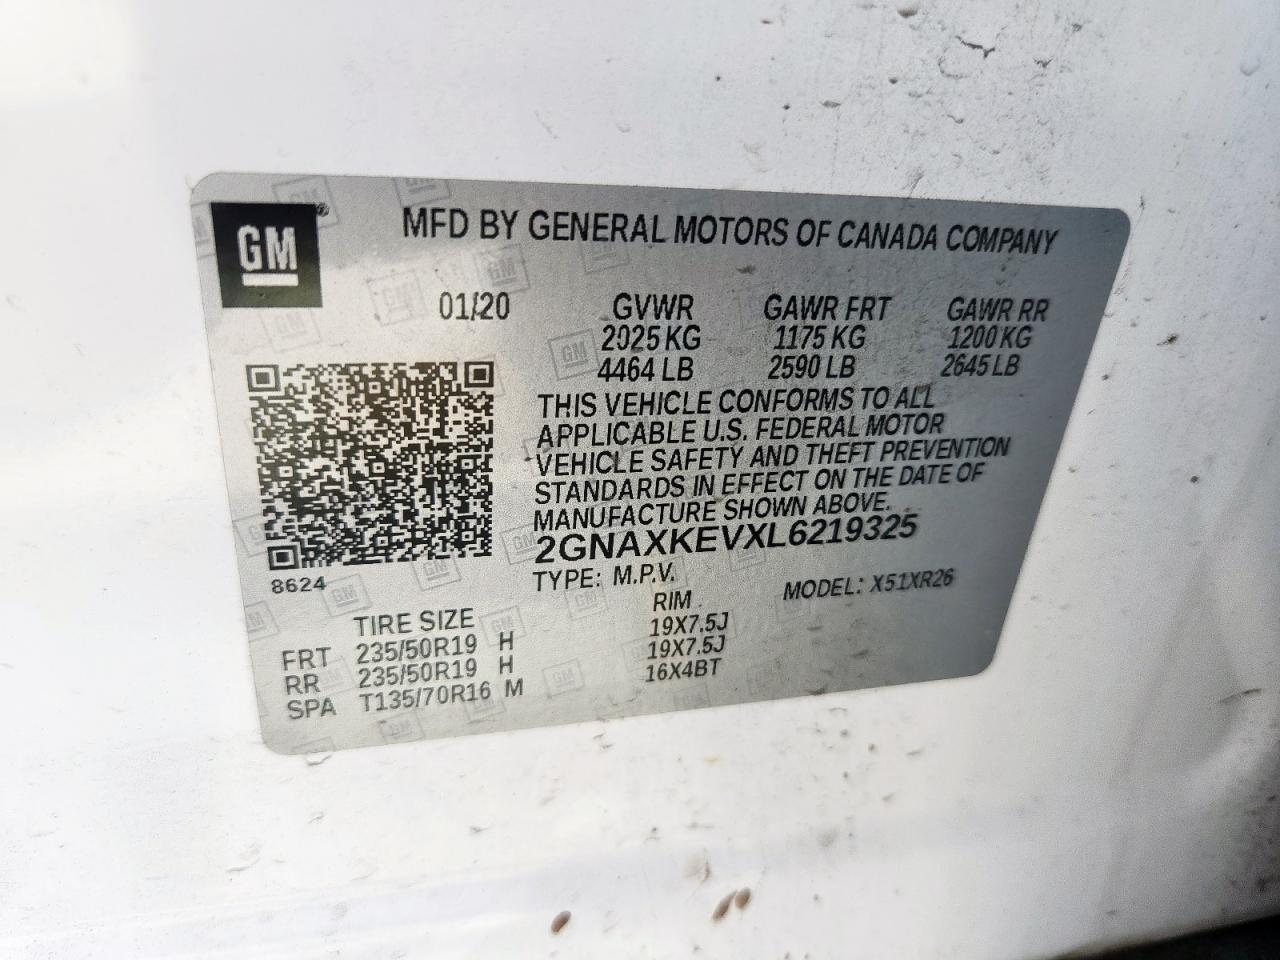 GM®
MFD BY GENERAL MOTORS OF CANADA COMPANY
01/20 GVWR GAWR FRT GAWR RR
2025 KG 1175 KG 1200 KG
4464 LB 2590 LB 2645 LB
THIS VEHICLE CONFORMS TO ALL
APPLICABLE U.S. FEDERAL MOTOR
VEHICLE SAFETY AND THEFT PREVENTION
STANDARDS IN EFFECT ON THE DATE OF
MANUFACTURE SHOWN ABOVE.
2GNAXKEVXL6219325
8624 TYPE: M.P.V. MODEL: X51XR26
TIRE SIZE RIM
FRT 235/50R19 H 19X7.5J
RR 235/50R19 H 19X7.5J
SPA T135/70R16 M 16X4BT